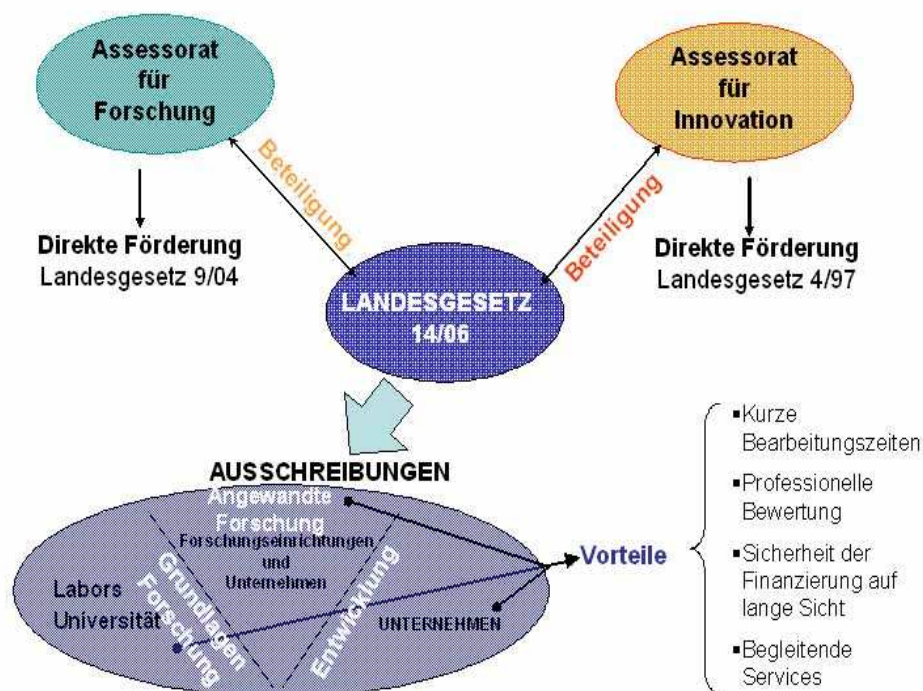 Assessorat
für
Forschung
Assessorat
für
Innovation
Beteiligung
Beteiligung
Direkte Förderung
Landesgesetz 9/04
Direkte Förderung
Landesgesetz 4/97
LANDESGESETZ
14/06
AUSSCHREIBUNGEN
Angewandte
Forschung
Forschungseinrichtungen
und
Unternehmen
Grundlagen
Forschung
Entwicklung
Labors
Universität
UNTERNEHMEN
Vorteile
▪Kurze
Bearbeitungszeiten
▪Professionelle
Bewertung
▪Sicherheit der
Finanzierung auf
lange Sicht
▪Begleitende
Services